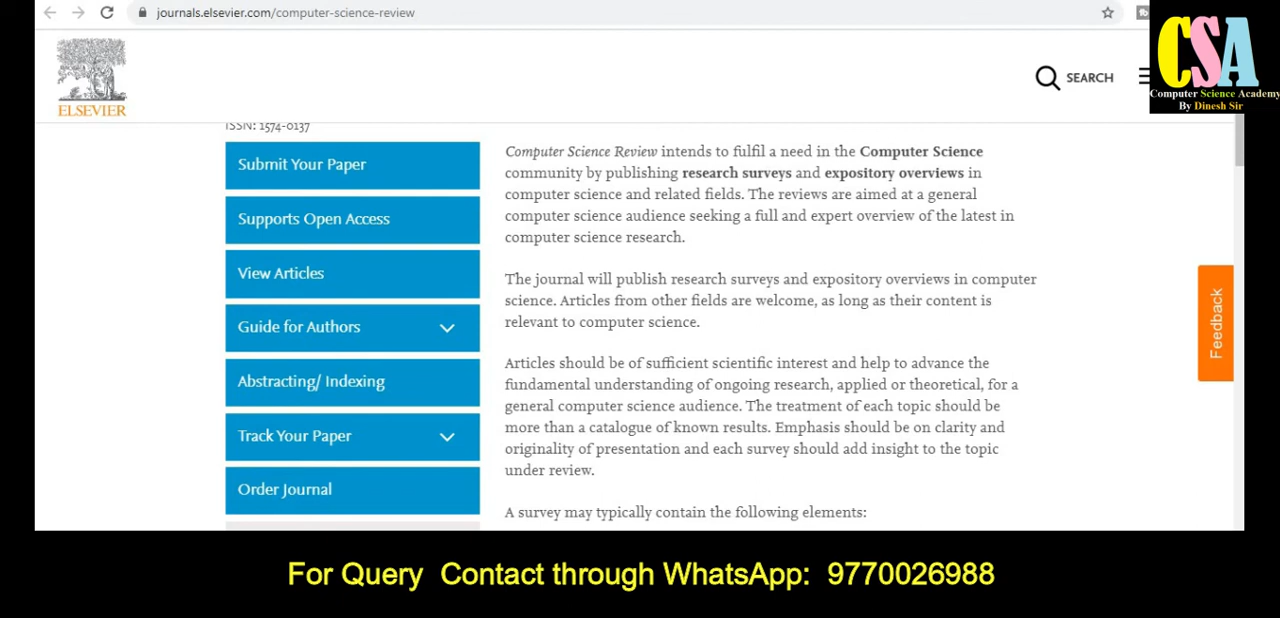 journals.elsevier.com/computer-science-review
CSA
Computer Science Academy
By Dinesh Sir
ELSEVIER
SEARCH
ISSN: 1574-0137
Submit Your Paper
Supports Open Access
View Articles
Guide for Authors
Abstracting/ Indexing
Track Your Paper
Order Journal
Computer Science Review intends to fulfil a need in the Computer Science
community by publishing research surveys and expository overviews in
computer science and related fields. The reviews are aimed at a general
computer science audience seeking a full and expert overview of the latest in
computer science research.
The journal will publish research surveys and expository overviews in computer
science. Articles from other fields are welcome, as long as their content is
relevant to computer science.
Articles should be of sufficient scientific interest and help to advance the
fundamental understanding of ongoing research, applied or theoretical, for a
general computer science audience. The treatment of each topic should be
more than a catalogue of known results. Emphasis should be on clarity and
originality of presentation and each survey should add insight to the topic
under review.
A survey may typically contain the following elements:
Feedback
For Query Contact through WhatsApp: 9770026988